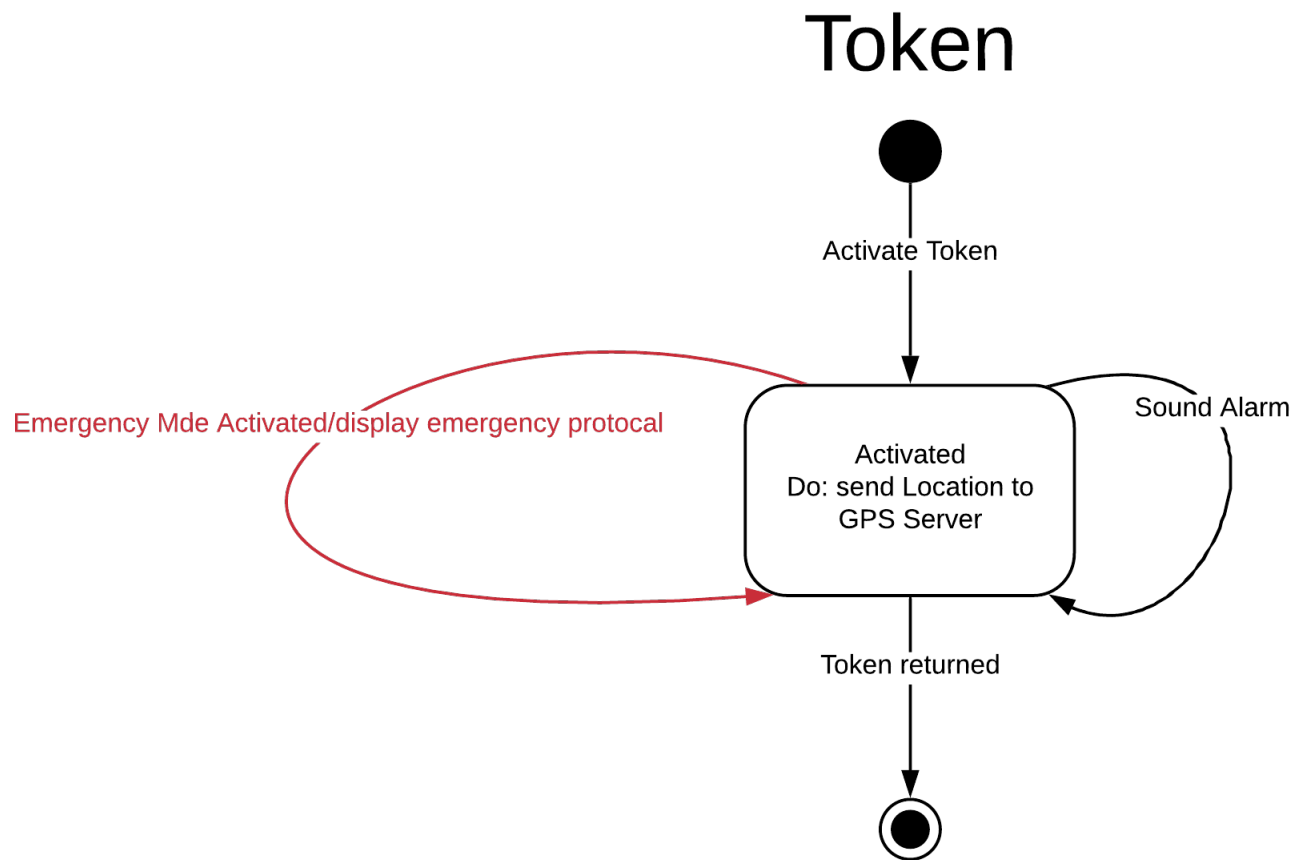 Token
Activate Token
Emergency Mde Activated/display emergency protocal
Sound Alarm
Activated
Do: send Location to
GPS Server
Token returned